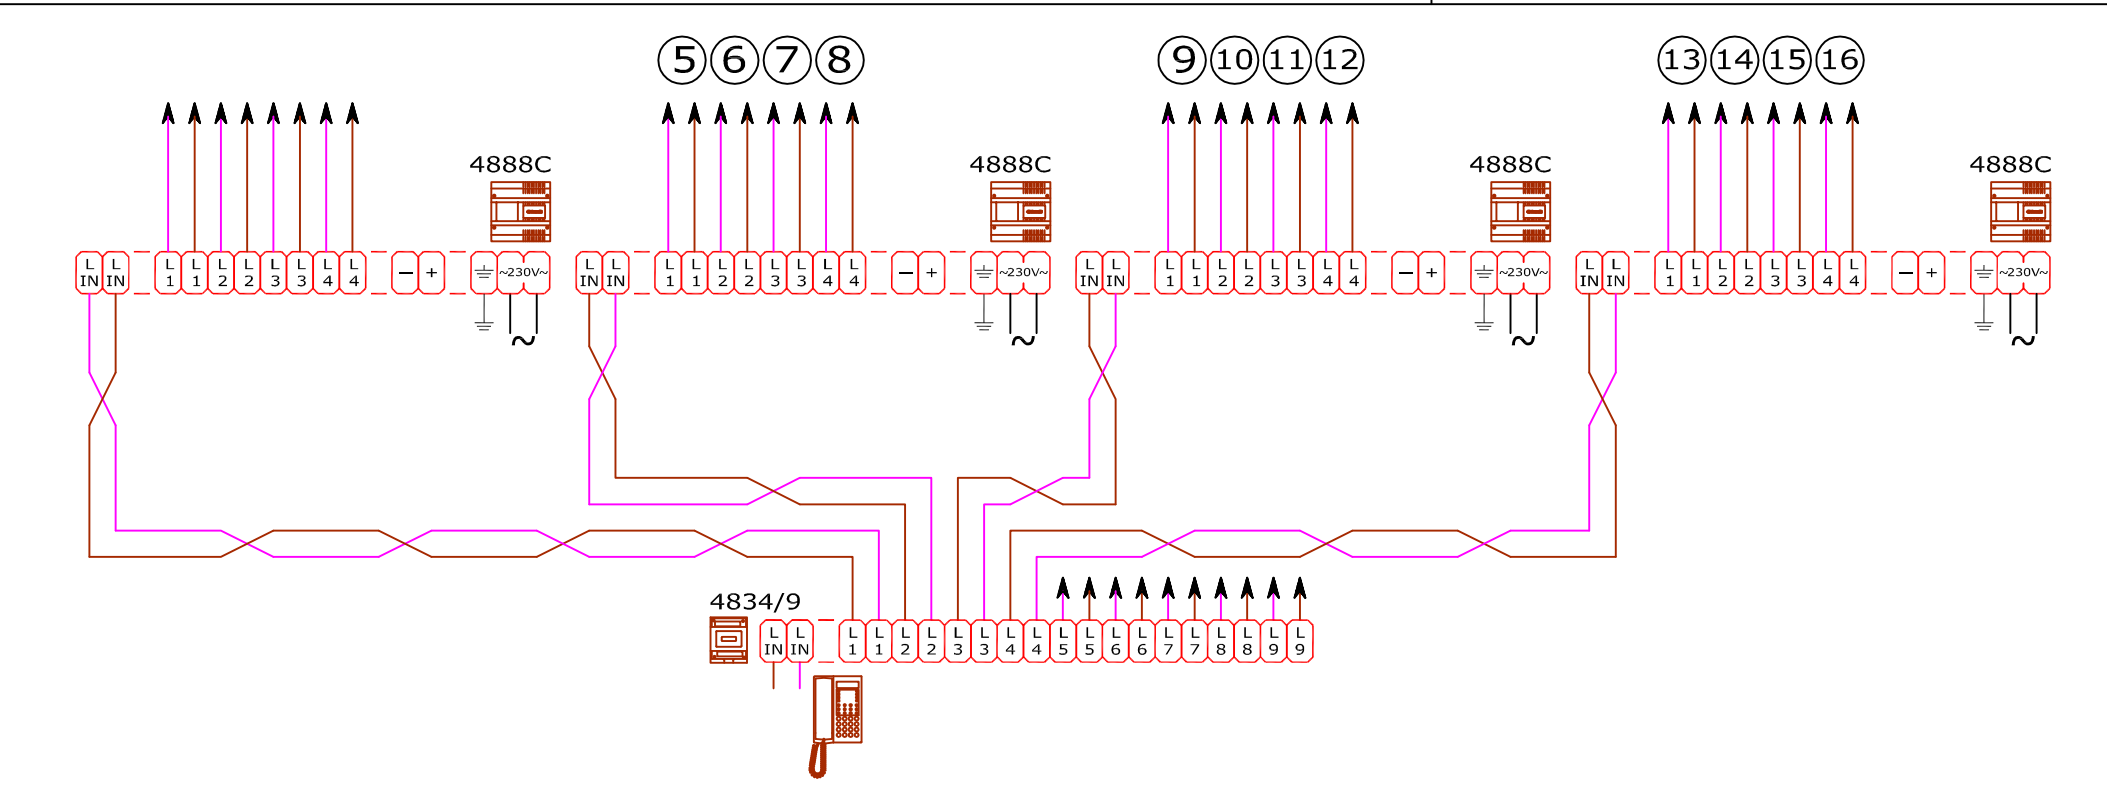 5 6 7 8 9 10 11 12 13 14 15 16
4888C 4888C 4888C 4888C
L IN L IN L 1 L 1 L 2 L 2 L 3 L 3 L 4 L 4 − + ~230V~ L IN L IN L 1 L 1 L 2 L 2 L 3 L 3 L 4 L 4 − + ~230V~ L IN L IN L 1 L 1 L 2 L 2 L 3 L 3 L 4 L 4 − + ~230V~ L IN L IN L 1 L 1 L 2 L 2 L 3 L 3 L 4 L 4 − + ~230V~
~ ~ ~ ~
4834/9
L IN L IN L 1 L 1 L 2 L 2 L 3 L 3 L 4 L 4 L 5 L 5 L 6 L 6 L 7 L 7 L 8 L 8 L 9 L 9